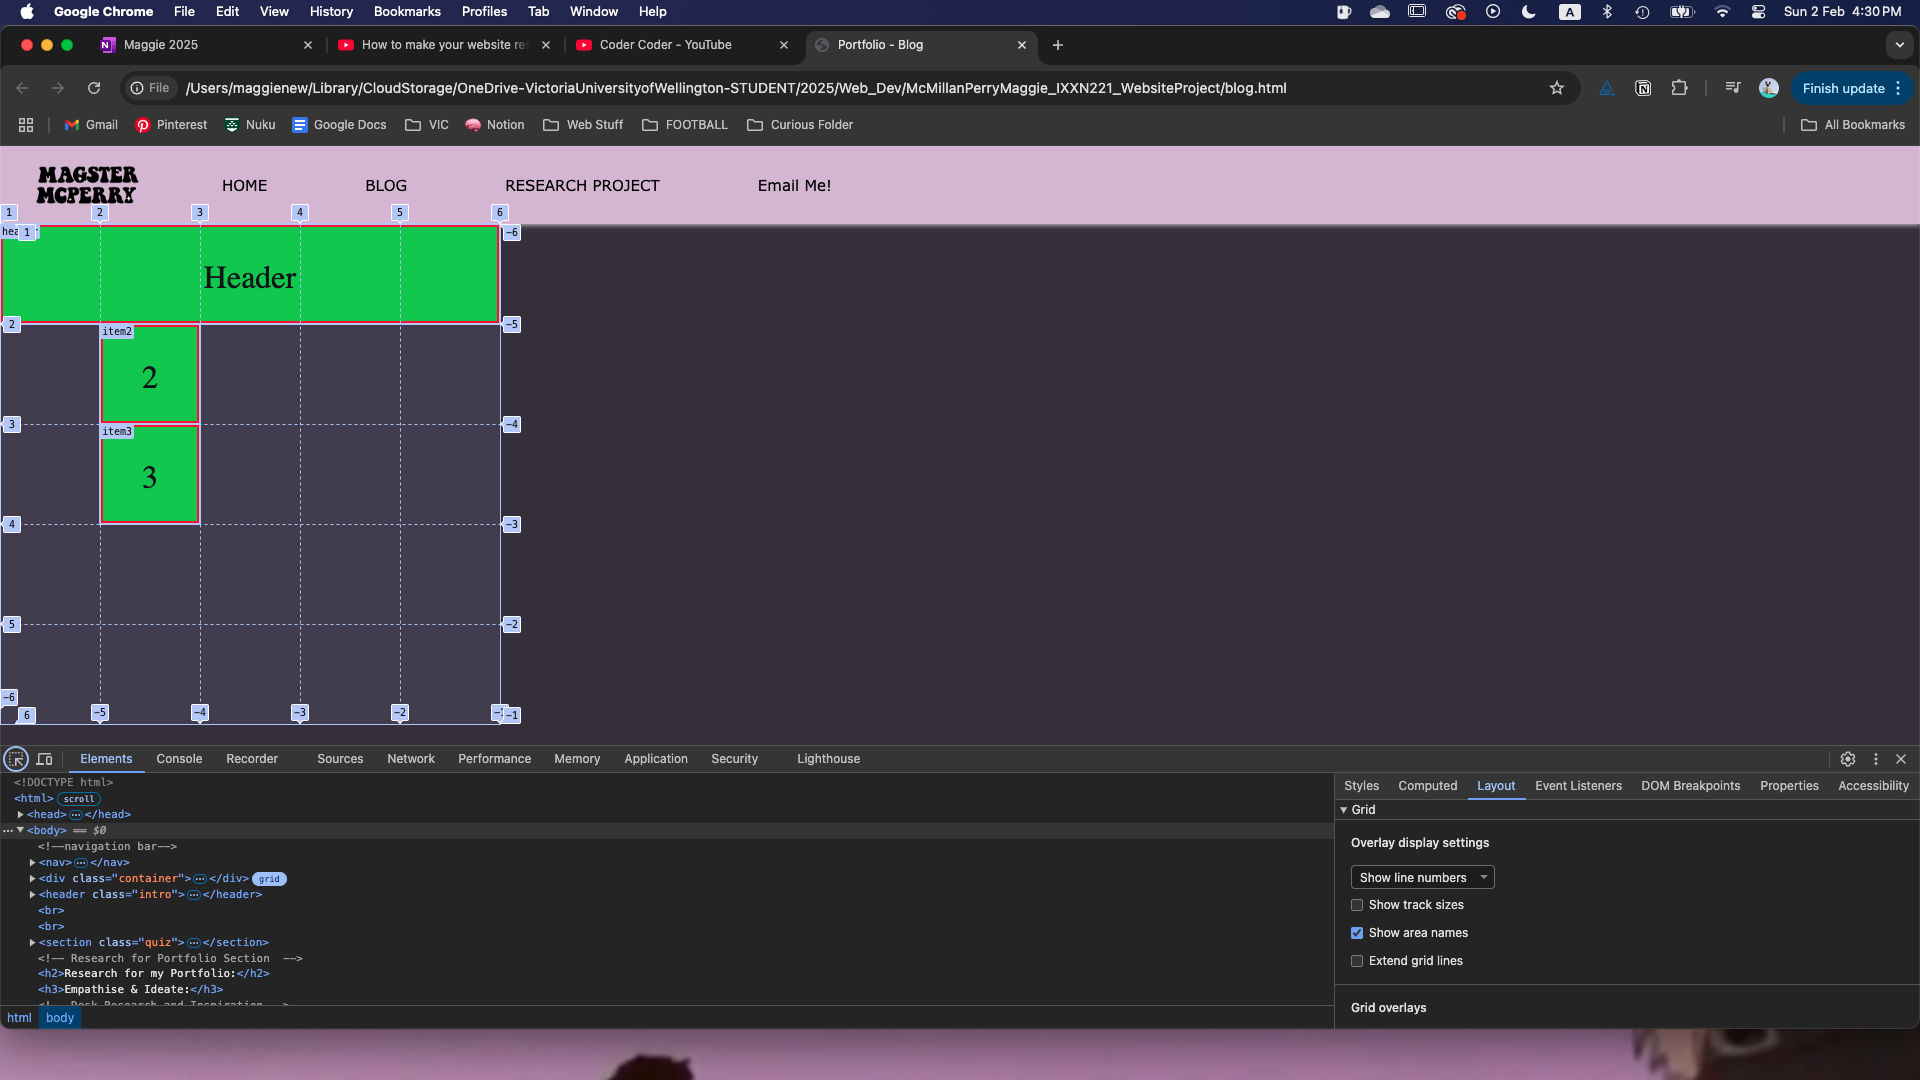 Google Chrome File Edit View History Bookmarks Profiles Tab Window Help A Sun 2 Feb 4:30 PM
Maggie 2025 How to make your website re Coder Coder - YouTube Portfolio - Blog
File /Users/maggienew/Library/CloudStorage/OneDrive-VictoriaUniversityofWellington-STUDENT/2025/Web_Dev/McMillanPerryMaggie_IXXN221_WebsiteProject/blog.html Finish update
Gmail Pinterest Nuku Google Docs VIC Notion Web Stuff FOOTBALL Curious Folder All Bookmarks
MAGSTER
MCPERRY
HOME BLOG RESEARCH PROJECT Email Me!
1 2 3 4 5 6
1 -6
Header
2 -5
item2
2
3 -4
item3
3
4 -3
5 -2
-6
6 -5 -4 -3 -2 -1
Elements Console Recorder Sources Network Performance Memory Application Security Lighthouse
<!DOCTYPE html>
<html> scroll
<head> </head>
<body> == $0
<!--navigation bar-->
<nav> </nav>
<div class="container"> </div> grid
<header class="intro"> </header>
<br>
<br>
<section class="quiz"> </section>
<!-- Research for Portfolio Section -->
<h2>Research for my Portfolio:</h2>
<h3>Empathise & Ideate:</h3>
html body
Styles Computed Layout Event Listeners DOM Breakpoints Properties Accessibility
Grid
Overlay display settings
Show line numbers
Show track sizes
Show area names
Extend grid lines
Grid overlays